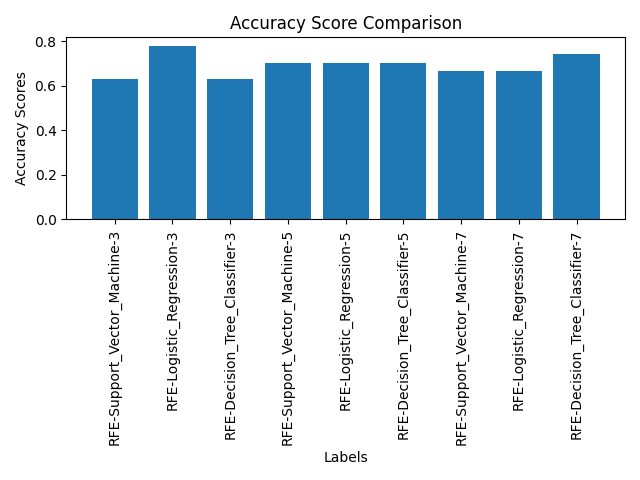 Accuracy Score Comparison
Accuracy Scores
0.8
0.6
0.4
0.2
0.0
RFE-Support_Vector_Machine-3
RFE-Logistic_Regression-3
RFE-Decision_Tree_Classifier-3
RFE-Support_Vector_Machine-5
RFE-Logistic_Regression-5
RFE-Decision_Tree_Classifier-5
RFE-Support_Vector_Machine-7
RFE-Logistic_Regression-7
RFE-Decision_Tree_Classifier-7
Labels